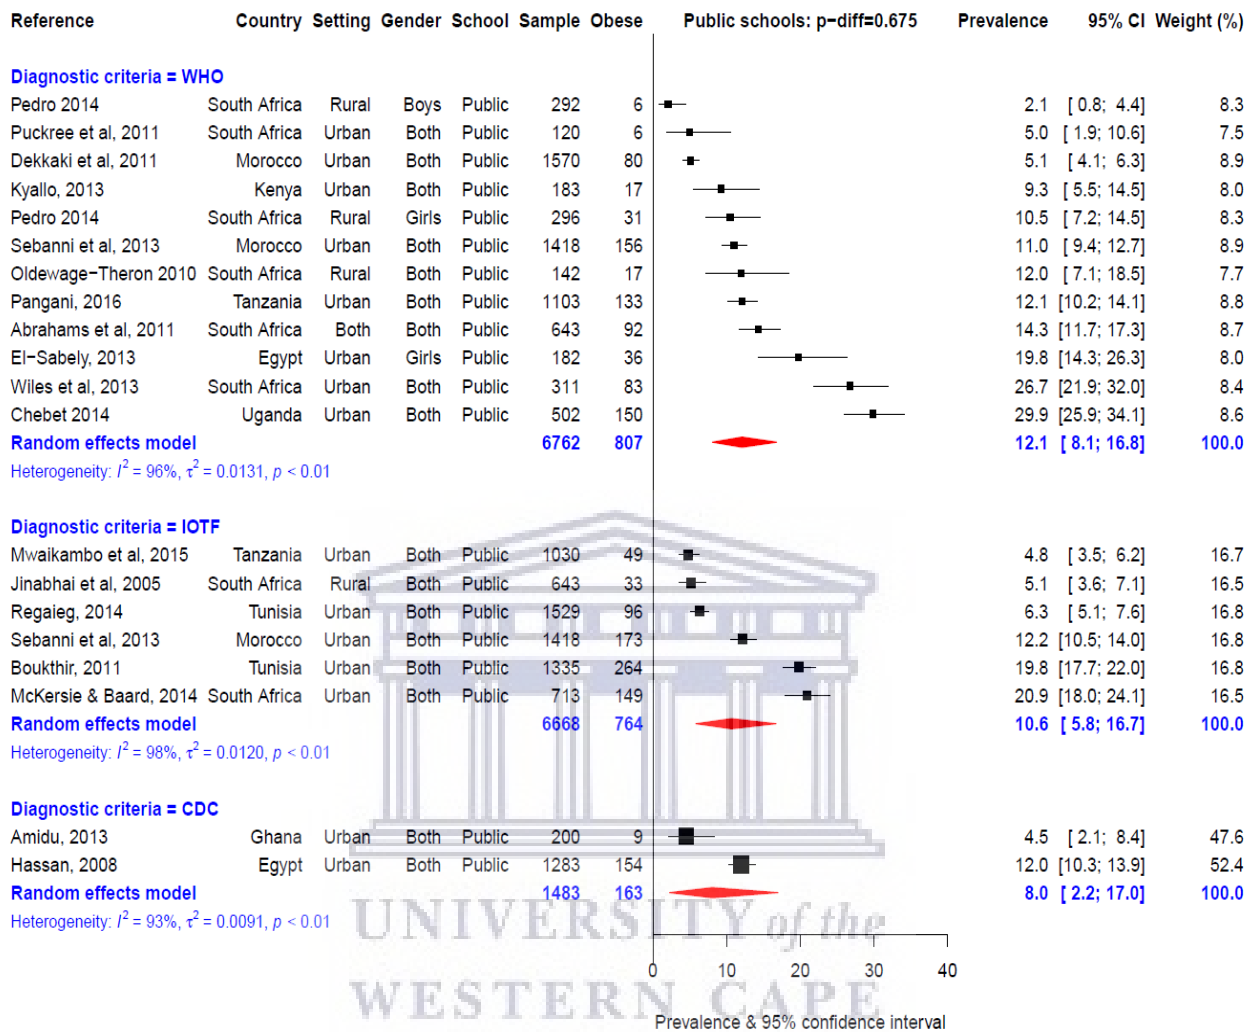 Reference Country Setting Gender School Sample Obese Public schools: p−diff=0.675 Prevalence 95% CI Weight (%)
Diagnostic criteria = WHO
Pedro 2014 South Africa Rural Boys Public 292 6 2.1 [ 0.8; 4.4] 8.3
Puckree et al, 2011 South Africa Urban Both Public 120 6 5.0 [ 1.9; 10.6] 7.5
Dekkaki et al, 2011 Morocco Urban Both Public 1570 80 5.1 [ 4.1; 6.3] 8.9
Kyallo, 2013 Kenya Urban Both Public 183 17 9.3 [ 5.5; 14.5] 8.0
Pedro 2014 South Africa Rural Girls Public 296 31 10.5 [ 7.2; 14.5] 8.3
Sebanni et al, 2013 Morocco Urban Both Public 1418 156 11.0 [ 9.4; 12.7] 8.9
Oldewage−Theron 2010 South Africa Rural Both Public 142 17 12.0 [ 7.1; 18.5] 7.7
Pangani, 2016 Tanzania Urban Both Public 1103 133 12.1 [10.2; 14.1] 8.8
Abrahams et al, 2011 South Africa Both Both Public 643 92 14.3 [11.7; 17.3] 8.7
El−Sabely, 2013 Egypt Urban Girls Public 182 36 19.8 [14.3; 26.3] 8.0
Wiles et al, 2013 South Africa Urban Both Public 311 83 26.7 [21.9; 32.0] 8.4
Chebet 2014 Uganda Urban Both Public 502 150 29.9 [25.9; 34.1] 8.6
Random effects model 6762 807 12.1 [ 8.1; 16.8] 100.0
Heterogeneity: I² = 96%, τ² = 0.0131, p < 0.01
Diagnostic criteria = IOTF
Mwaikambo et al, 2015 Tanzania Urban Both Public 1030 49 4.8 [ 3.5; 6.2] 16.7
Jinabhai et al, 2005 South Africa Rural Both Public 643 33 5.1 [ 3.6; 7.1] 16.5
Regaieg, 2014 Tunisia Urban Both Public 1529 96 6.3 [ 5.1; 7.6] 16.8
Sebanni et al, 2013 Morocco Urban Both Public 1418 173 12.2 [10.5; 14.0] 16.8
Boukthir, 2011 Tunisia Urban Both Public 1335 264 19.8 [17.7; 22.0] 16.8
McKersie & Baard, 2014 South Africa Urban Both Public 713 149 20.9 [18.0; 24.1] 16.5
Random effects model 6668 764 10.6 [ 5.8; 16.7] 100.0
Heterogeneity: I² = 98%, τ² = 0.0120, p < 0.01
Diagnostic criteria = CDC
Amidu, 2013 Ghana Urban Both Public 200 9 4.5 [ 2.1; 8.4] 47.6
Hassan, 2008 Egypt Urban Both Public 1283 154 12.0 [10.3; 13.9] 52.4
Random effects model 1483 163 8.0 [ 2.2; 17.0] 100.0
Heterogeneity: I² = 93%, τ² = 0.0091, p < 0.01
UNIVERSITY of the
0 10 20 30 40
WESTERN CAPE
Prevalence & 95% confidence interval